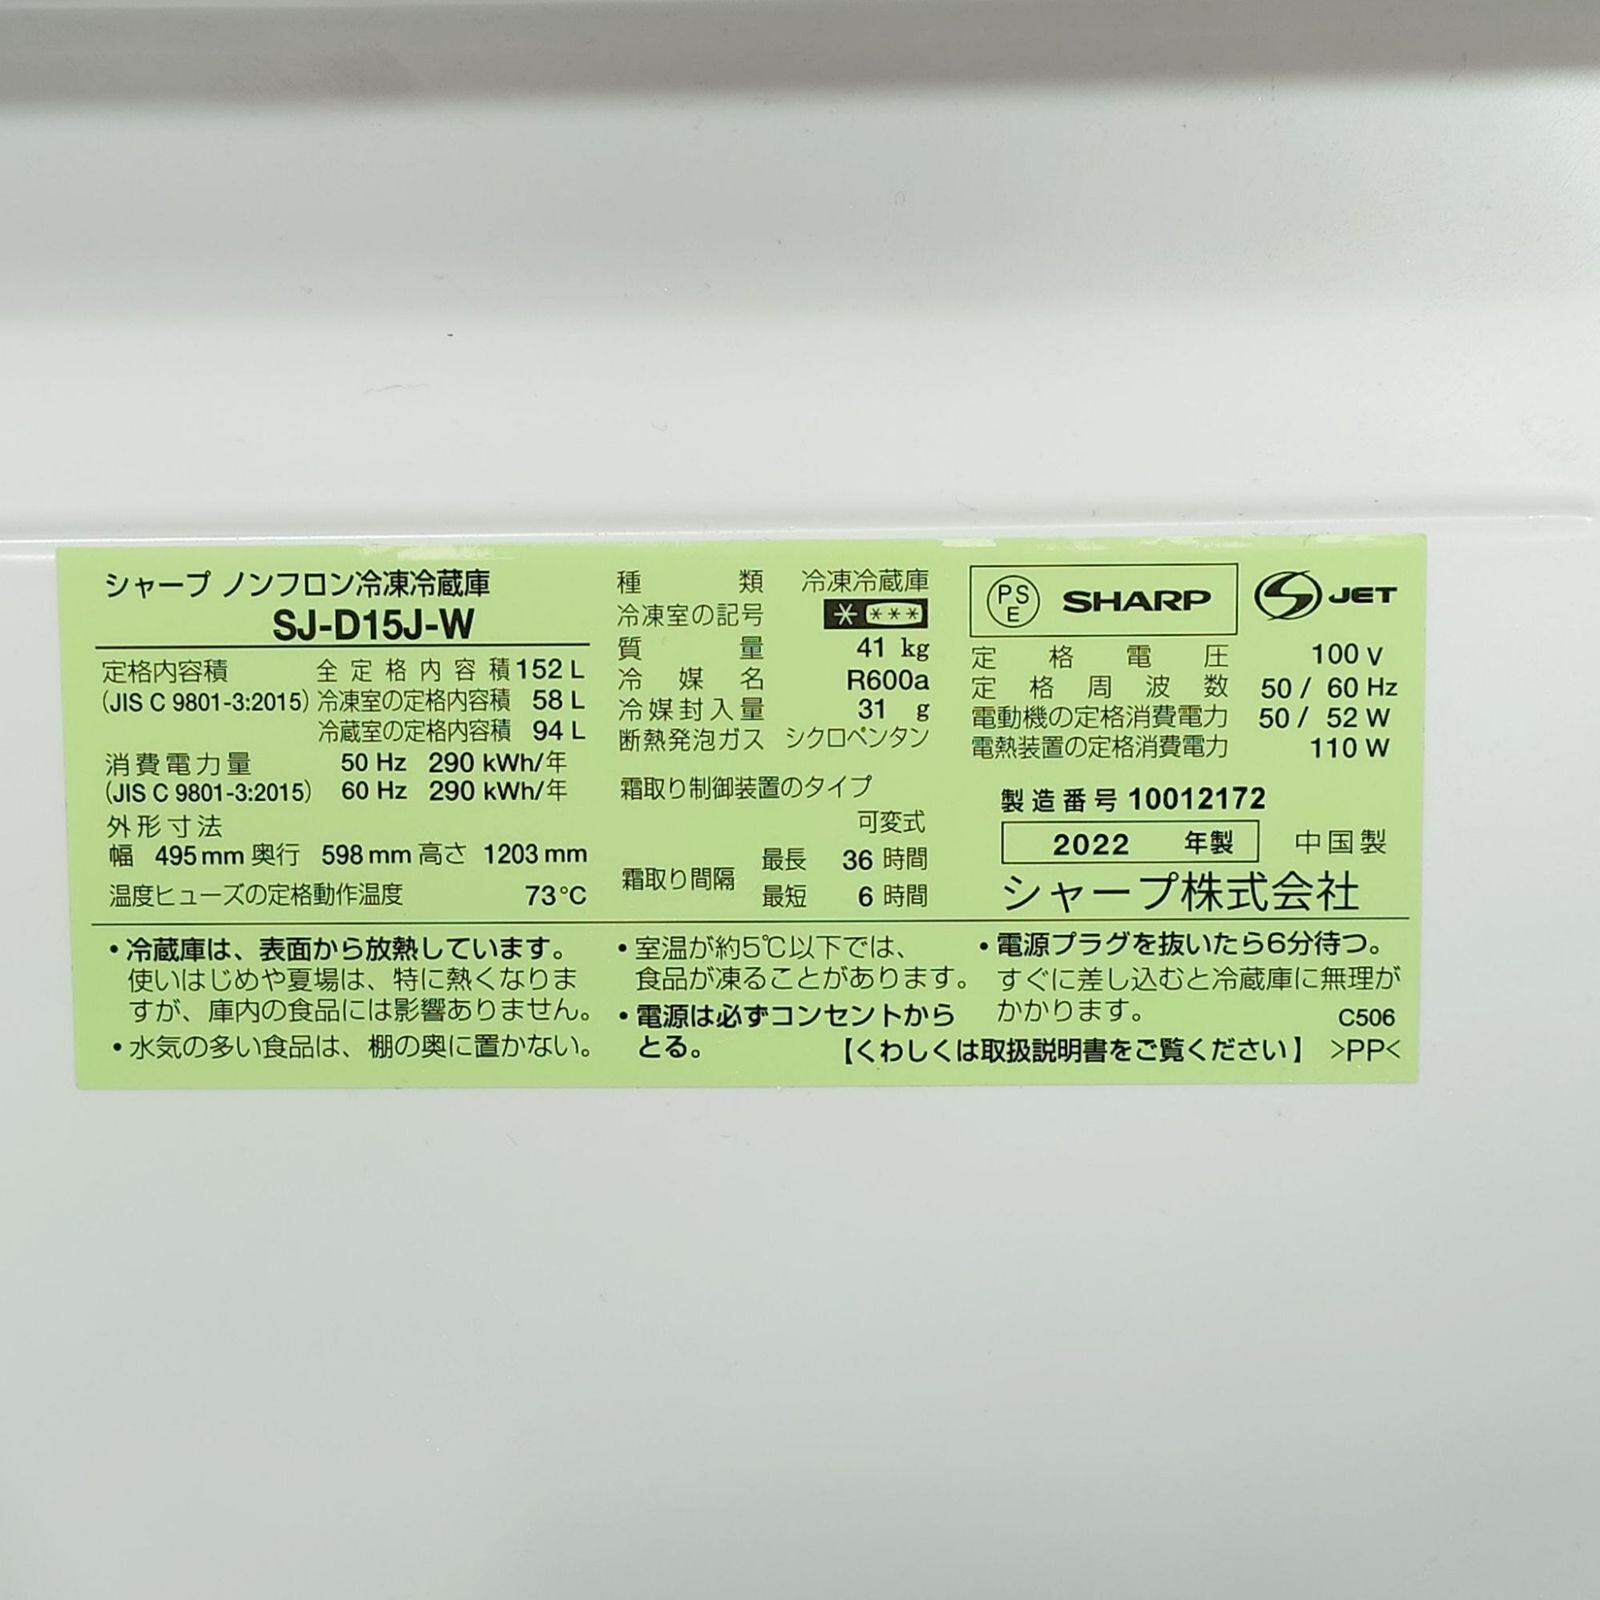 シャープ ノンフロン冷凍冷蔵庫
SJ-D15J-W
定格内容積 全定格内容積 152 L
(JIS C 9801-3:2015) 冷凍室の定格内容積 58 L
冷蔵室の定格内容積 94 L
消費電力量 50 Hz 290 kWh/年
(JIS C 9801-3:2015) 60 Hz 290 kWh/年
外形寸法
幅 495 mm 奥行 598 mm 高さ 1203 mm
温度ヒューズの定格動作温度 73℃
種類 冷凍冷蔵庫
冷凍室の記号 * ***
質量 41 kg
冷媒名 R600a
冷媒封入量 31 g
断熱発泡ガス シクロペンタン
霜取り制御装置のタイプ
可変式
霜取り間隔 最長 36 時間
最短 6 時間
PSE SHARP JET
定格電圧 100 V
定格周波数 50 / 60 Hz
電動機の定格消費電力 50 / 52 W
電熱装置の定格消費電力 110 W
製造番号 10012172
2022 年製 中国製
シャープ株式会社
・冷蔵庫は、表面から放熱しています。
使いはじめや夏場は、特に熱くなりま
すが、庫内の食品には影響ありません。
・水気の多い食品は、棚の奥に置かない。
・室温が約5℃以下では、
食品が凍ることがあります。
・電源は必ずコンセントから
とる。
・電源プラグを抜いたら6分待つ。
すぐに差し込むと冷蔵庫に無理が
かかります。 C506
【くわしくは取扱説明書をご覧ください】 >PP<